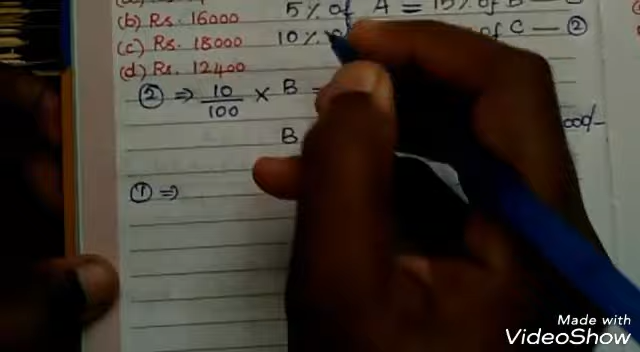 5% of A = 15% of B
(b) Rs. 16000
(c) Rs. 18000
10% of C — ②
(d) Rs. 12400
② ⇒ 10/100 × B =
000/-
B
① ⇒
Made with
VideoShow